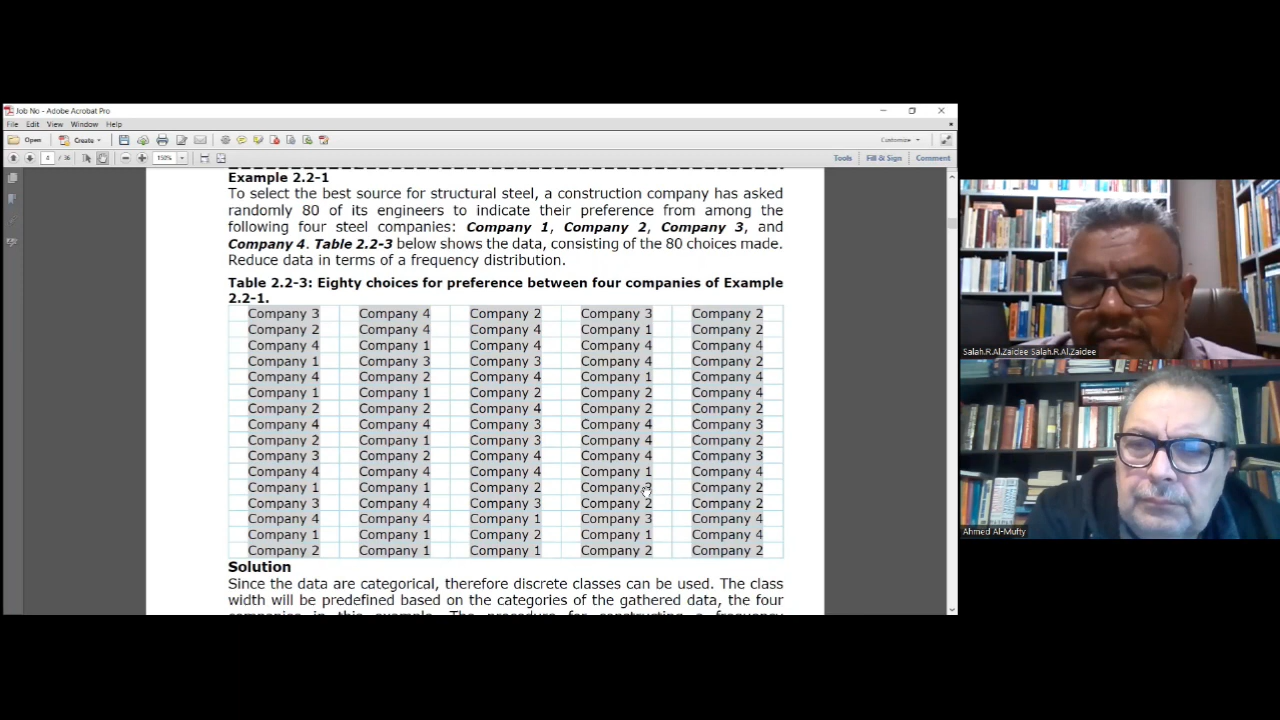 Job No - Adobe Acrobat Pro
File Edit View Window Help
Open Create Customize
4 / 36 150% Tools Fill & Sign Comment
Example 2.2-1
To select the best source for structural steel, a construction company has asked
randomly 80 of its engineers to indicate their preference from among the
following four steel companies: Company 1, Company 2, Company 3, and
Company 4. Table 2.2-3 below shows the data, consisting of the 80 choices made.
Reduce data in terms of a frequency distribution.
Table 2.2-3: Eighty choices for preference between four companies of Example
2.2-1.
Company 3 Company 4 Company 2 Company 3 Company 2
Company 2 Company 4 Company 4 Company 1 Company 2
Company 4 Company 1 Company 4 Company 4 Company 4
Company 1 Company 3 Company 3 Company 4 Company 2
Company 4 Company 2 Company 4 Company 1 Company 4
Company 1 Company 1 Company 2 Company 2 Company 4
Company 2 Company 2 Company 4 Company 2 Company 2
Company 4 Company 4 Company 3 Company 4 Company 3
Company 2 Company 1 Company 3 Company 4 Company 2
Company 3 Company 2 Company 4 Company 4 Company 3
Company 4 Company 4 Company 4 Company 1 Company 4
Company 1 Company 1 Company 2 Company Company 2
Company 3 Company 4 Company 3 Company 2 Company 2
Company 4 Company 4 Company 1 Company 3 Company 4
Company 1 Company 1 Company 2 Company 1 Company 4
Company 2 Company 1 Company 1 Company 2 Company 2
Solution
Since the data are categorical, therefore discrete classes can be used. The class
width will be predefined based on the categories of the gathered data, the four
Salah.R.Al.Zaidee Salah.R.Al.Zaidee
Ahmed Al-Mufty